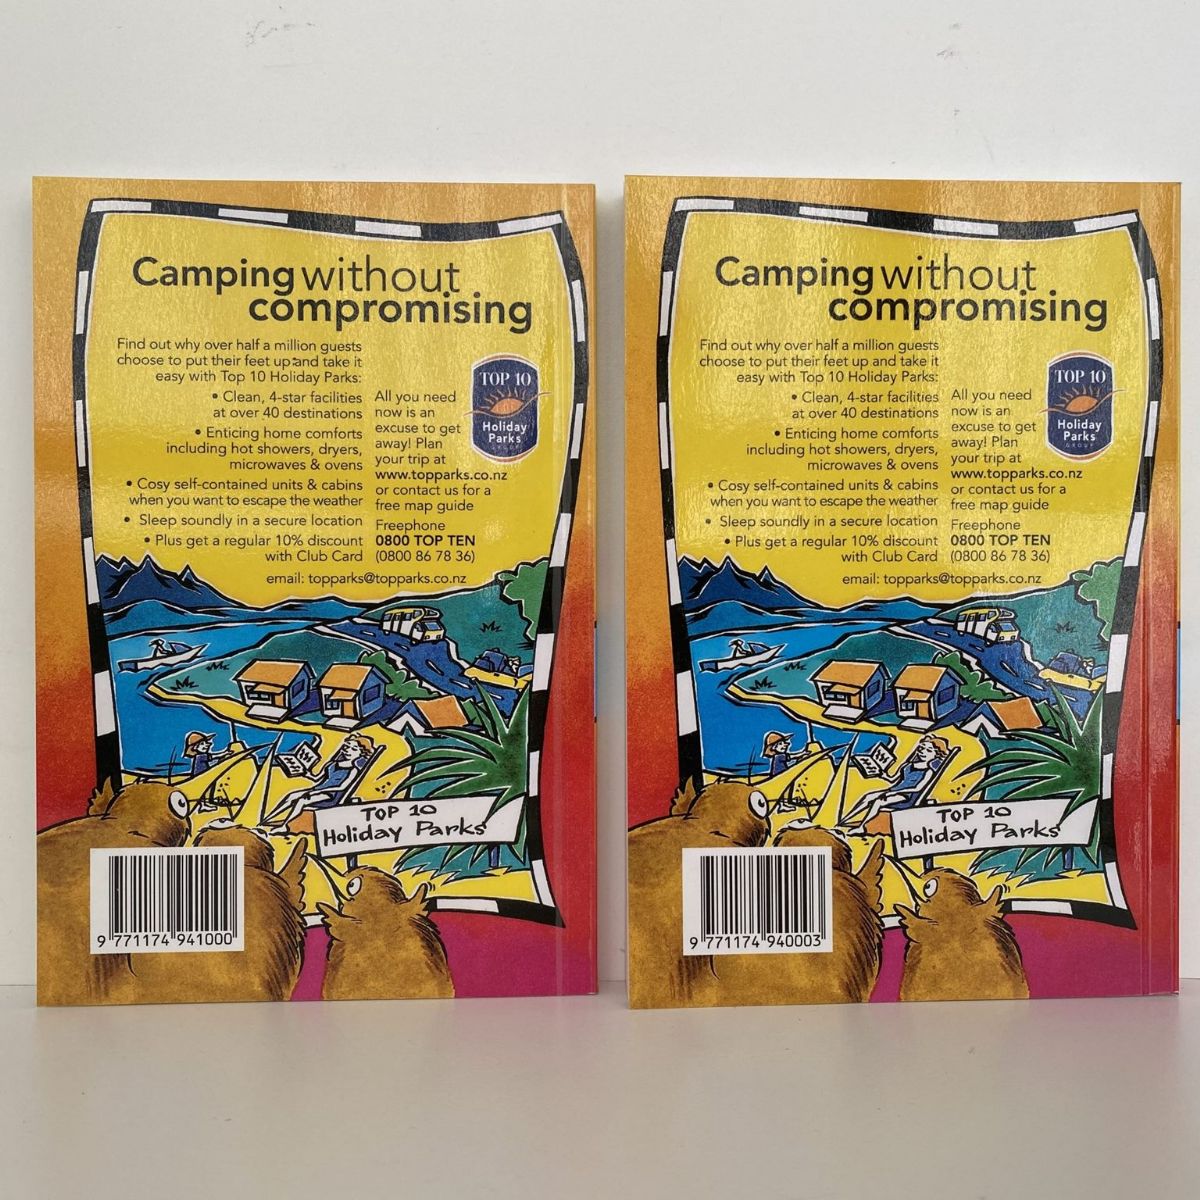 Camping without
compromising
Find out why over half a million guests
choose to put their feet up and take it
easy with Top 10 Holiday Parks:
• Clean, 4-star facilities
at over 40 destinations
• Enticing home comforts
including hot showers, dryers,
microwaves & ovens
• Cosy self-contained units & cabins
when you want to escape the weather
• Sleep soundly in a secure location
• Plus get a regular 10% discount
with Club Card
All you need
now is an
excuse to get
away! Plan
your trip at
www.topparks.co.nz
or contact us for a
free map guide
Freephone
0800 TOP TEN
(0800 86 78 36)
email: topparks@topparks.co.nz
TOP 10
Holiday
Parks
GROUP
TOP 10
Holiday Parks
9 771174 941000
Camping without
compromising
Find out why over half a million guests
choose to put their feet up and take it
easy with Top 10 Holiday Parks:
• Clean, 4-star facilities
at over 40 destinations
• Enticing home comforts
including hot showers, dryers,
microwaves & ovens
• Cosy self-contained units & cabins
when you want to escape the weather
• Sleep soundly in a secure location
• Plus get a regular 10% discount
with Club Card
All you need
now is an
excuse to get
away! Plan
your trip at
www.topparks.co.nz
or contact us for a
free map guide
Freephone
0800 TOP TEN
(0800 86 78 36)
email: topparks@topparks.co.nz
TOP 10
Holiday
Parks
GROUP
TOP 10
Holiday Parks
9 771174 940003